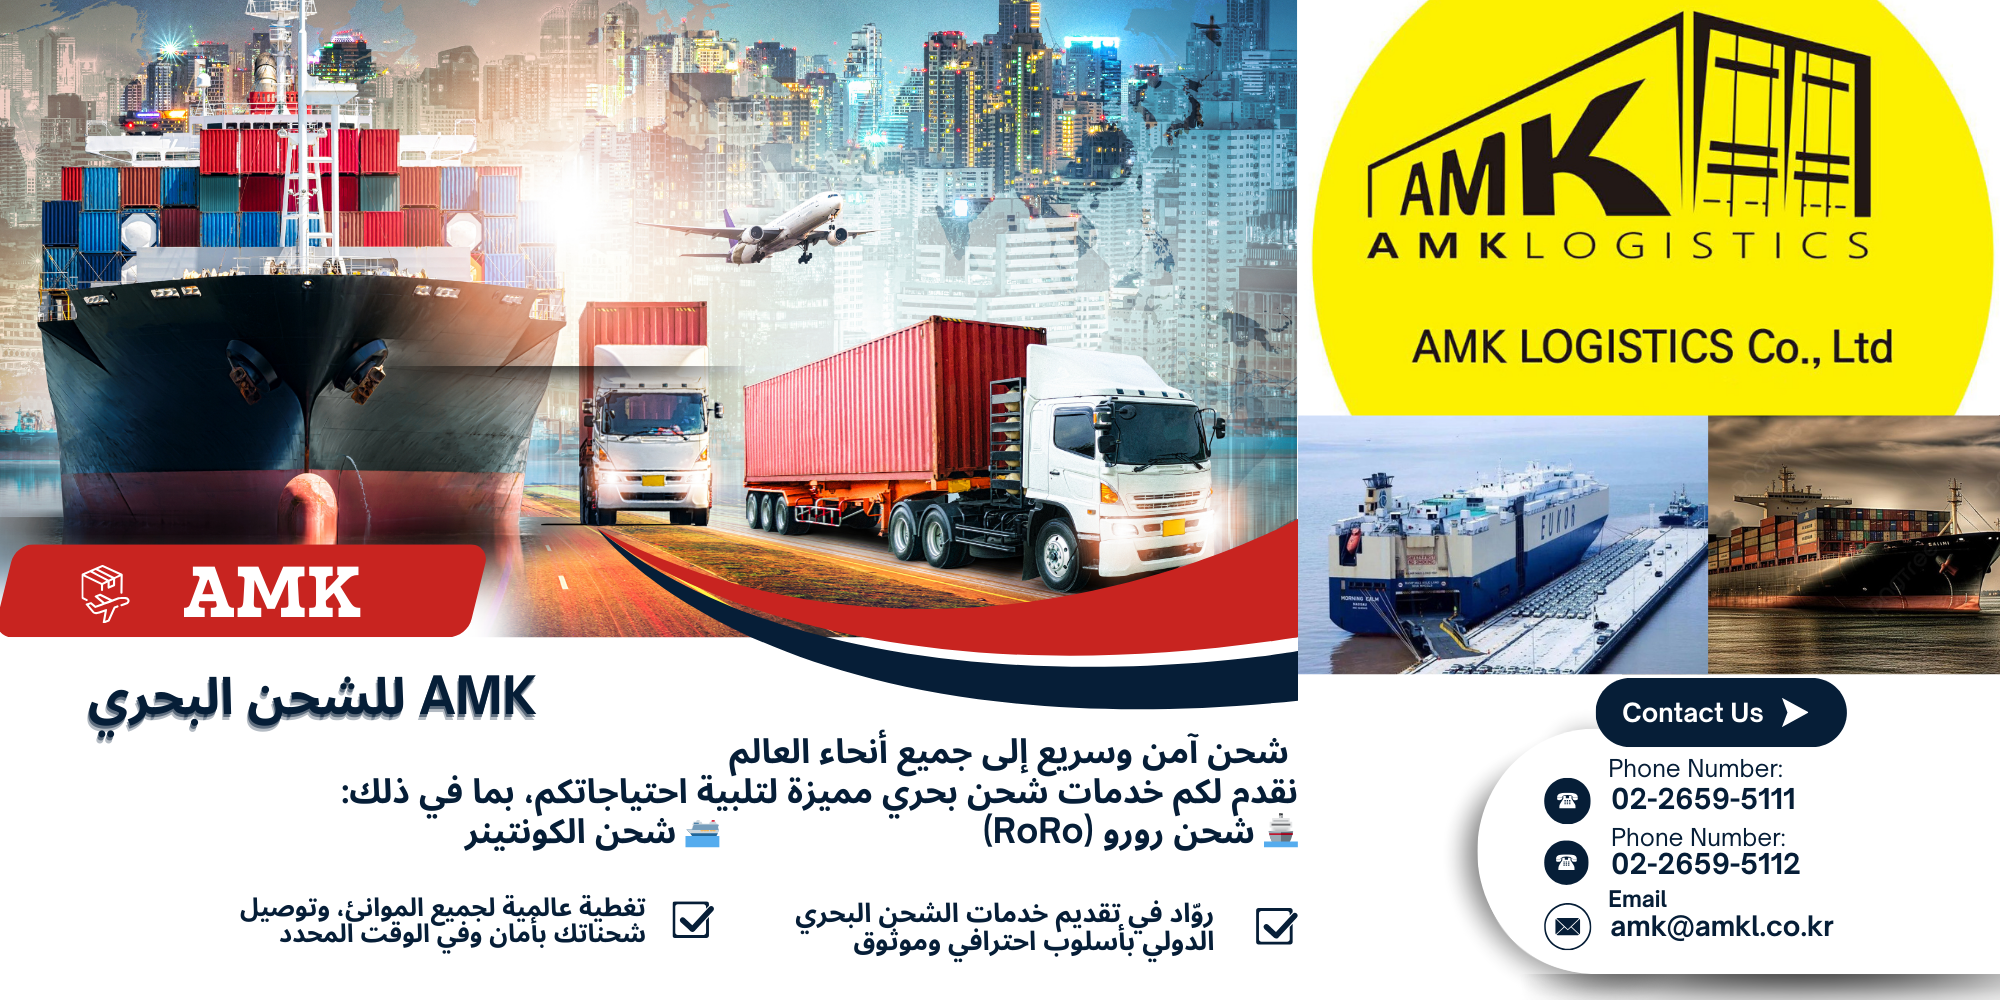 AMK
AMK LOGISTICS
AMK LOGISTICS Co., Ltd
EUKOR
AMK
AMK للشحن البحري
شحن آمن وسريع إلى جميع أنحاء العالم
نقدم لكم خدمات شحن بحري مميزة لتلبية احتياجاتكم، بما في ذلك:
🚢 شحن رورو (RoRo)
🛳️ شحن الكونتينر
روّاد في تقديم خدمات الشحن البحري
الدولي بأسلوب احترافي وموثوق
تغطية عالمية لجميع الموانئ، وتوصيل
شحناتك بأمان وفي الوقت المحدد
Contact Us
Phone Number:
02-2659-5111
Phone Number:
02-2659-5112
Email
amk@amkl.co.kr